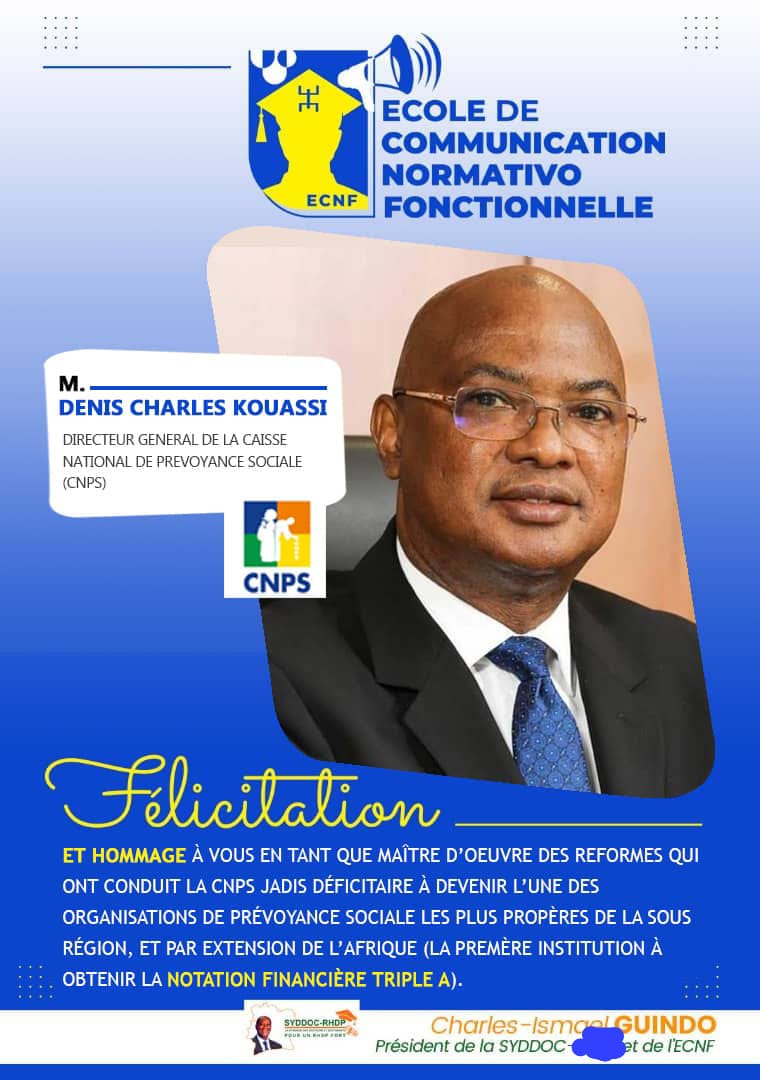 ECOLE DE
COMMUNICATION
NORMATIVO
FONCTIONNELLE
ECNF
M.
DENIS CHARLES KOUASSI
DIRECTEUR GENERAL DE LA CAISSE
NATIONAL DE PREVOYANCE SOCIALE
(CNPS)
CNPS
Félicitation
ET HOMMAGE À VOUS EN TANT QUE MAÎTRE D'OEUVRE DES REFORMES QUI
ONT CONDUIT LA CNPS JADIS DÉFICITAIRE À DEVENIR L'UNE DES
ORGANISATIONS DE PRÉVOYANCE SOCIALE LES PLUS PROPÈRES DE LA SOUS
RÉGION, ET PAR EXTENSION DE L'AFRIQUE (LA PREMÈRE INSTITUTION À
OBTENIR LA NOTATION FINANCIÈRE TRIPLE A).
SYDDOC-RHDP
POUR UN RHDP FORT
Charles-Ismael GUINDO
Président de la SYDDOC- et de l'ECNF